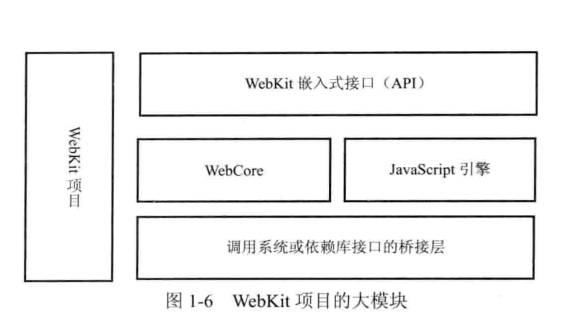 WebKit 项目
WebKit 嵌入式接口（API）
WebCore
JavaScript 引擎
调用系统或依赖库接口的桥接层
图 1-6 WebKit 项目的大模块